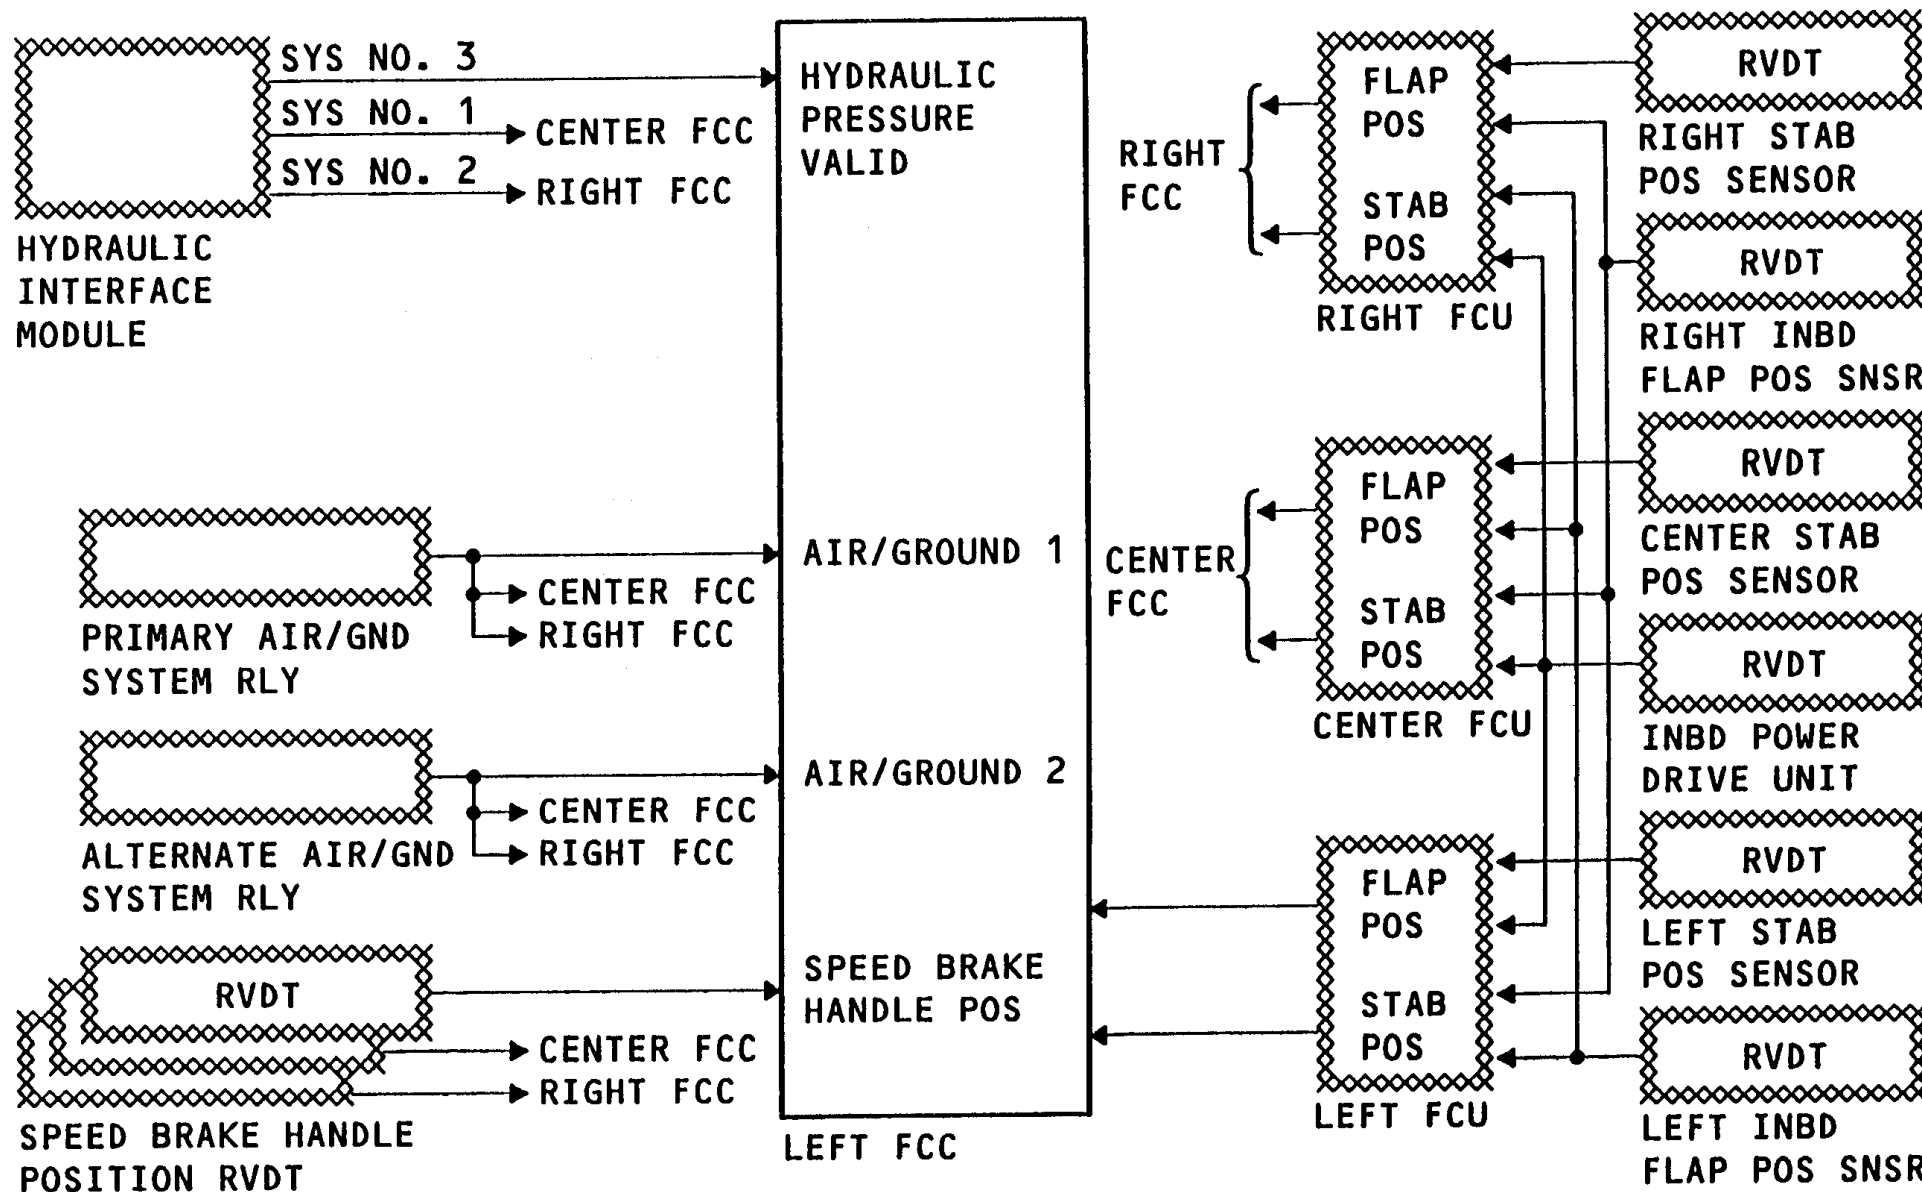 SYS NO. 3
SYS NO. 1
CENTER FCC
SYS NO. 2
RIGHT FCC
HYDRAULIC
INTERFACE
MODULE
PRIMARY AIR/GND
SYSTEM RLY
CENTER FCC
RIGHT FCC
ALTERNATE AIR/GND
SYSTEM RLY
CENTER FCC
RIGHT FCC
RVDT
CENTER FCC
RIGHT FCC
SPEED BRAKE HANDLE
POSITION RVDT
HYDRAULIC
PRESSURE
VALID
AIR/GROUND 1
AIR/GROUND 2
SPEED BRAKE
HANDLE POS
LEFT FCC
RIGHT
FCC
FLAP
POS
STAB
POS
RIGHT FCU
CENTER
FCC
FLAP
POS
STAB
POS
CENTER FCU
FLAP
POS
STAB
POS
LEFT FCU
RVDT
RIGHT STAB
POS SENSOR
RVDT
RIGHT INBD
FLAP POS SNSR
RVDT
CENTER STAB
POS SENSOR
RVDT
INBD POWER
DRIVE UNIT
RVDT
LEFT STAB
POS SENSOR
RVDT
LEFT INBD
FLAP POS SNSR